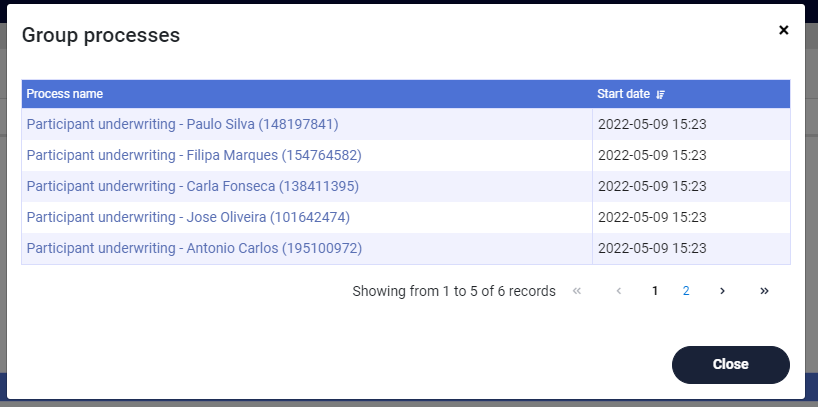 Group processes ×
Process name Start date
Participant underwriting - Paulo Silva (148197841) 2022-05-09 15:23
Participant underwriting - Filipa Marques (154764582) 2022-05-09 15:23
Participant underwriting - Carla Fonseca (138411395) 2022-05-09 15:23
Participant underwriting - Jose Oliveira (101642474) 2022-05-09 15:23
Participant underwriting - Antonio Carlos (195100972) 2022-05-09 15:23
Showing from 1 to 5 of 6 records « ‹ 1 2 › »
Close